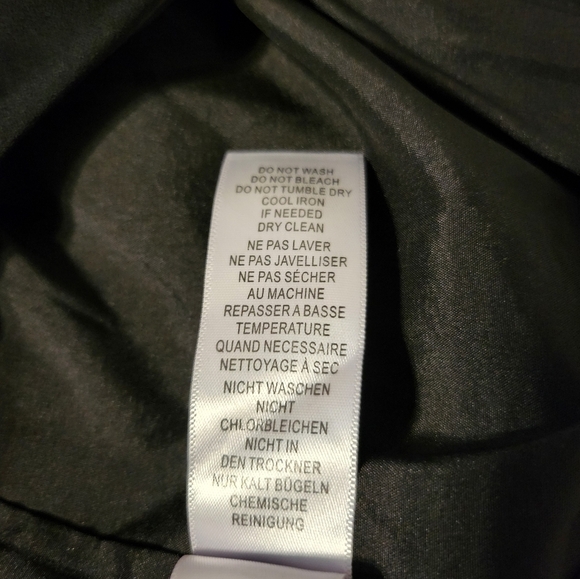 DO NOT WASH
DO NOT BLEACH
DO NOT TUMBLE DRY
COOL IRON
IF NEEDED
DRY CLEAN
NE PAS LAVER
NE PAS JAVELLISER
NE PAS SÉCHER
AU MACHINE
REPASSER A BASSE
TEMPERATURE
QUAND NECESSAIRE
NETTOYAGE À SEC
NICHT WASCHEN
NICHT
CHLORBLEICHEN
NICHT IN
DEN TROCKNER
NUR KALT BÜGELN
CHEMISCHE
REINIGUNG